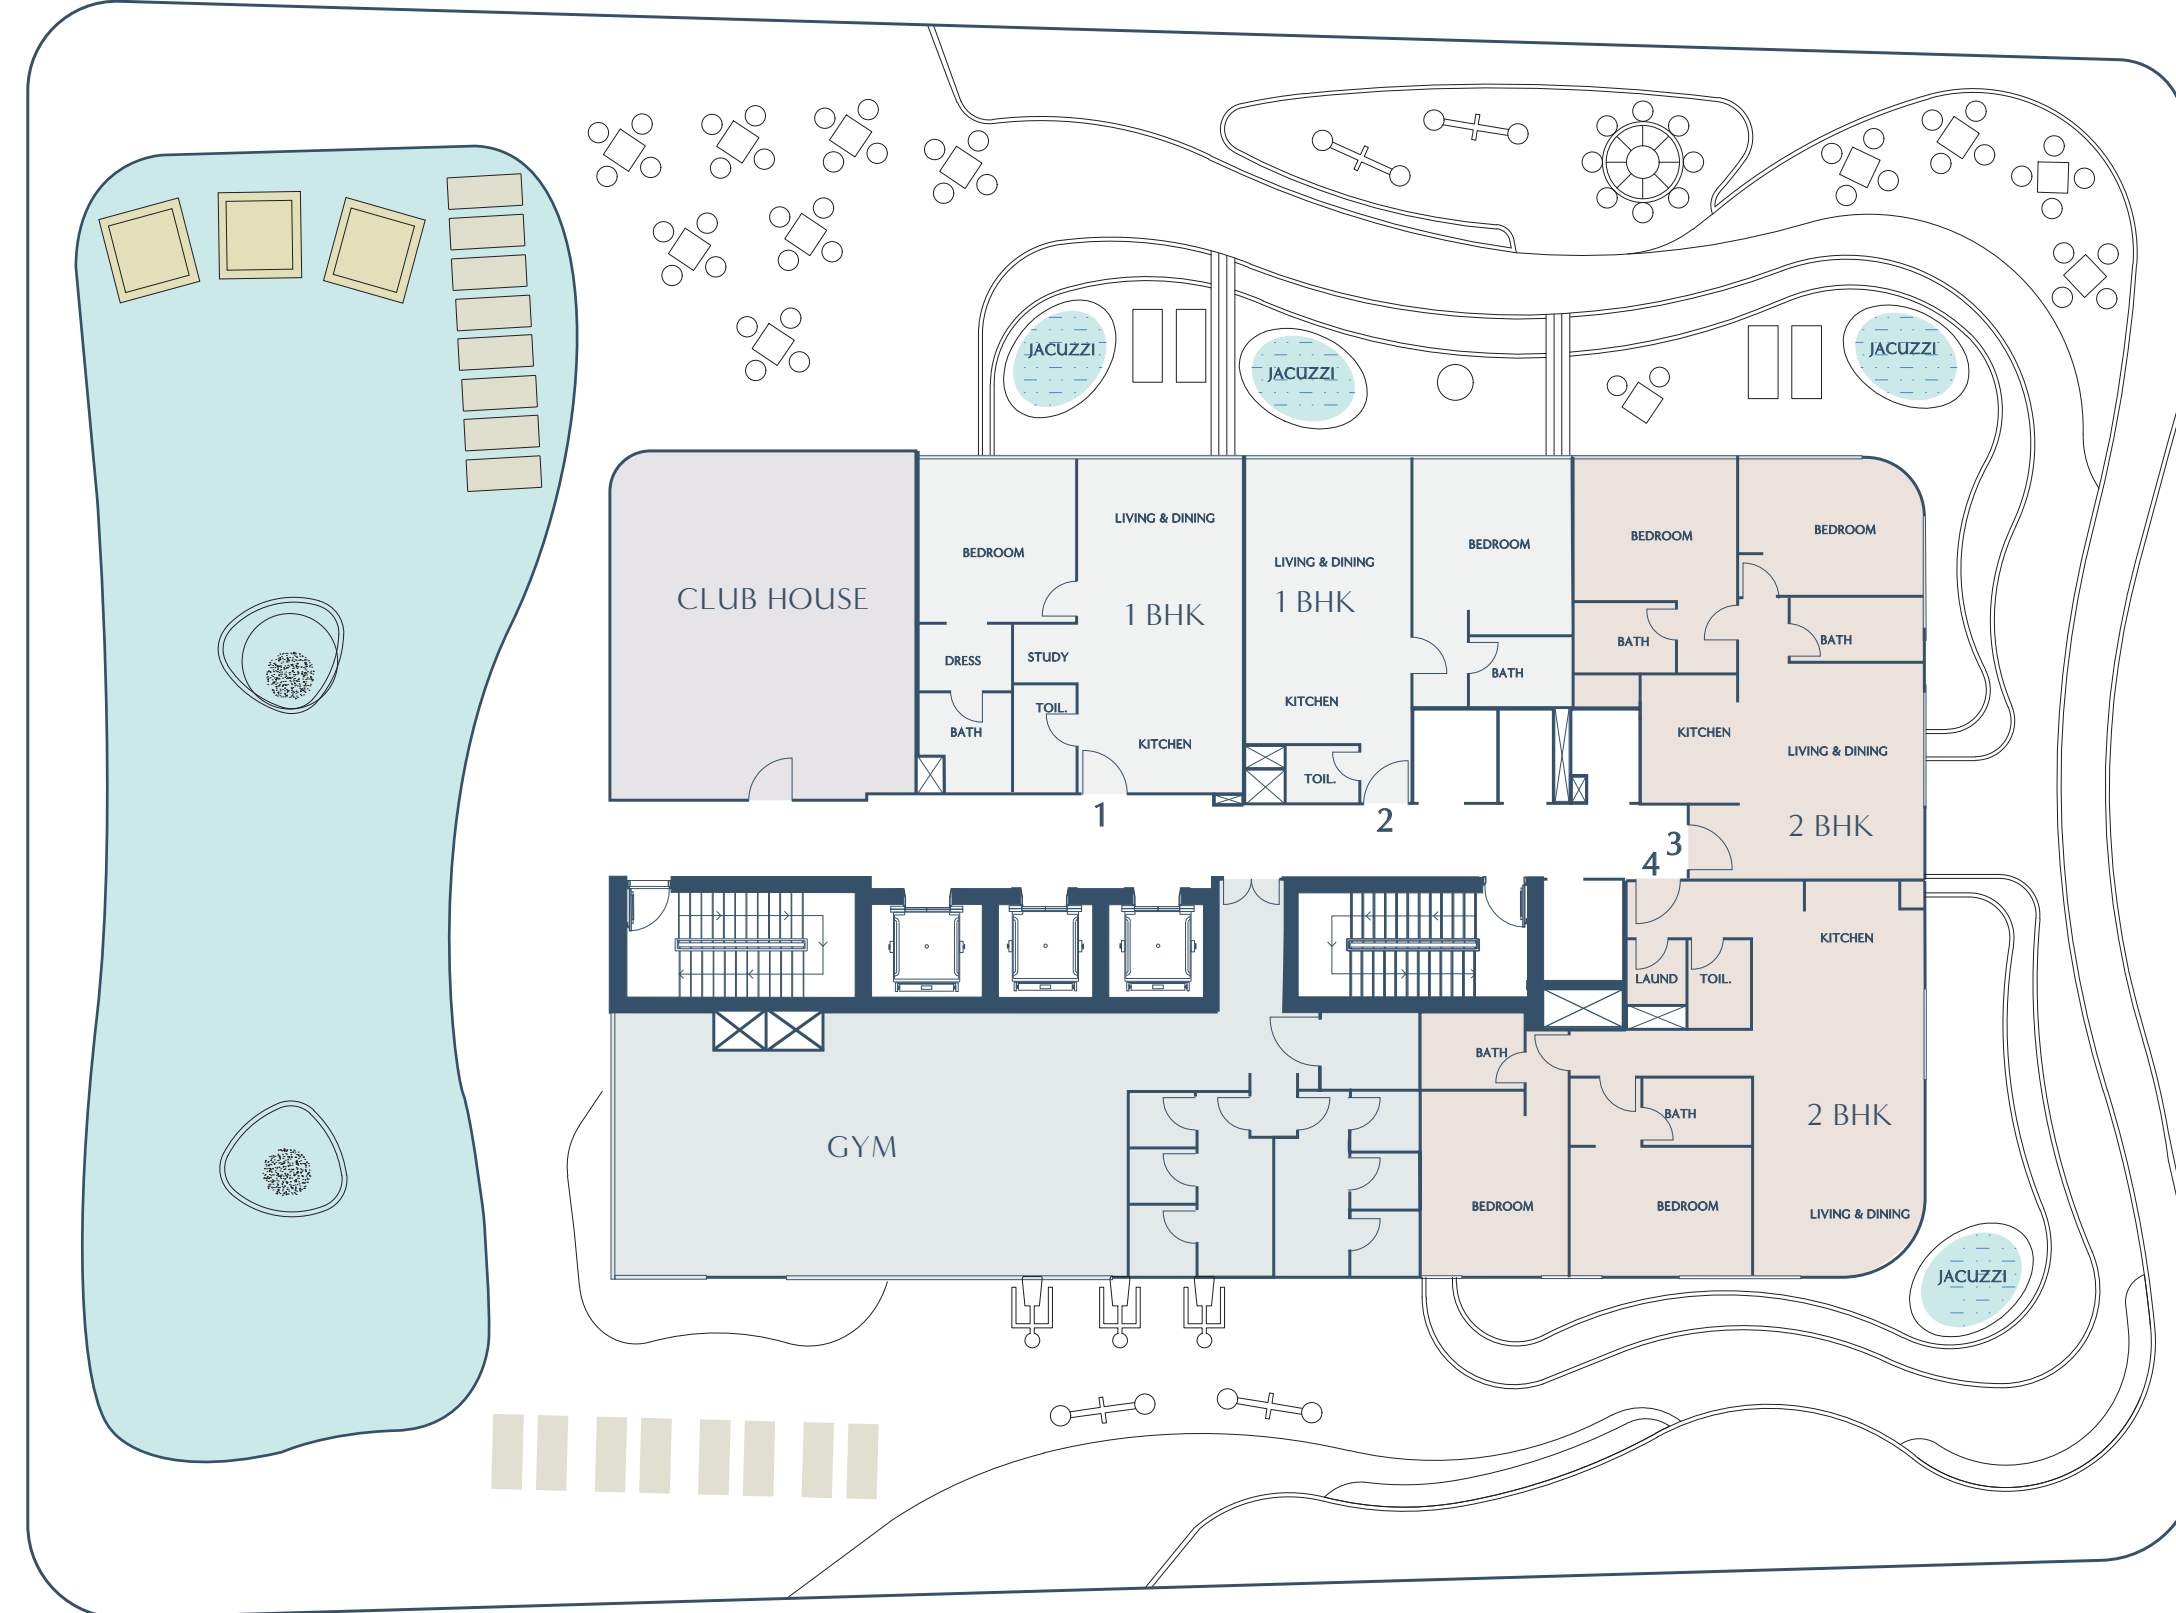 JACUZZI
JACUZZI
JACUZZI
CLUB HOUSE
BEDROOM
LIVING & DINING
1 BHK
DRESS
STUDY
TOIL.
BATH
KITCHEN
1
LIVING & DINING
1 BHK
BEDROOM
BATH
KITCHEN
TOIL.
2
BEDROOM
BEDROOM
BATH
BATH
KITCHEN
LIVING & DINING
2 BHK
3
4
KITCHEN
LAUND
TOIL.
BATH
BATH
2 BHK
BEDROOM
BEDROOM
LIVING & DINING
GYM
JACUZZI